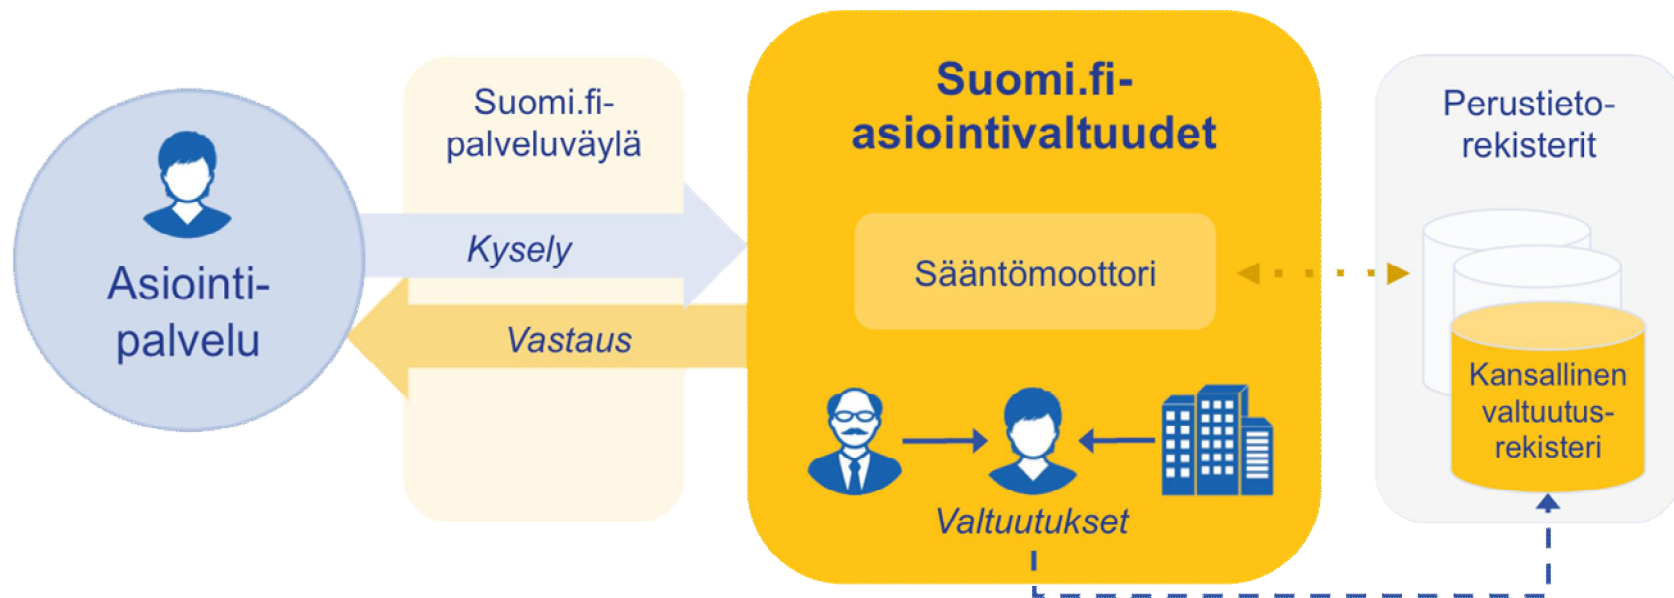 Asiointi-
palvelu
Suomi.fi-
palveluväylä
Kysely
Vastaus
Suomi.fi-
asiointivaltuudet
Sääntömoottori
Valtuutukset
Perustieto-
rekisterit
Kansallinen
valtuutus-
rekisteri